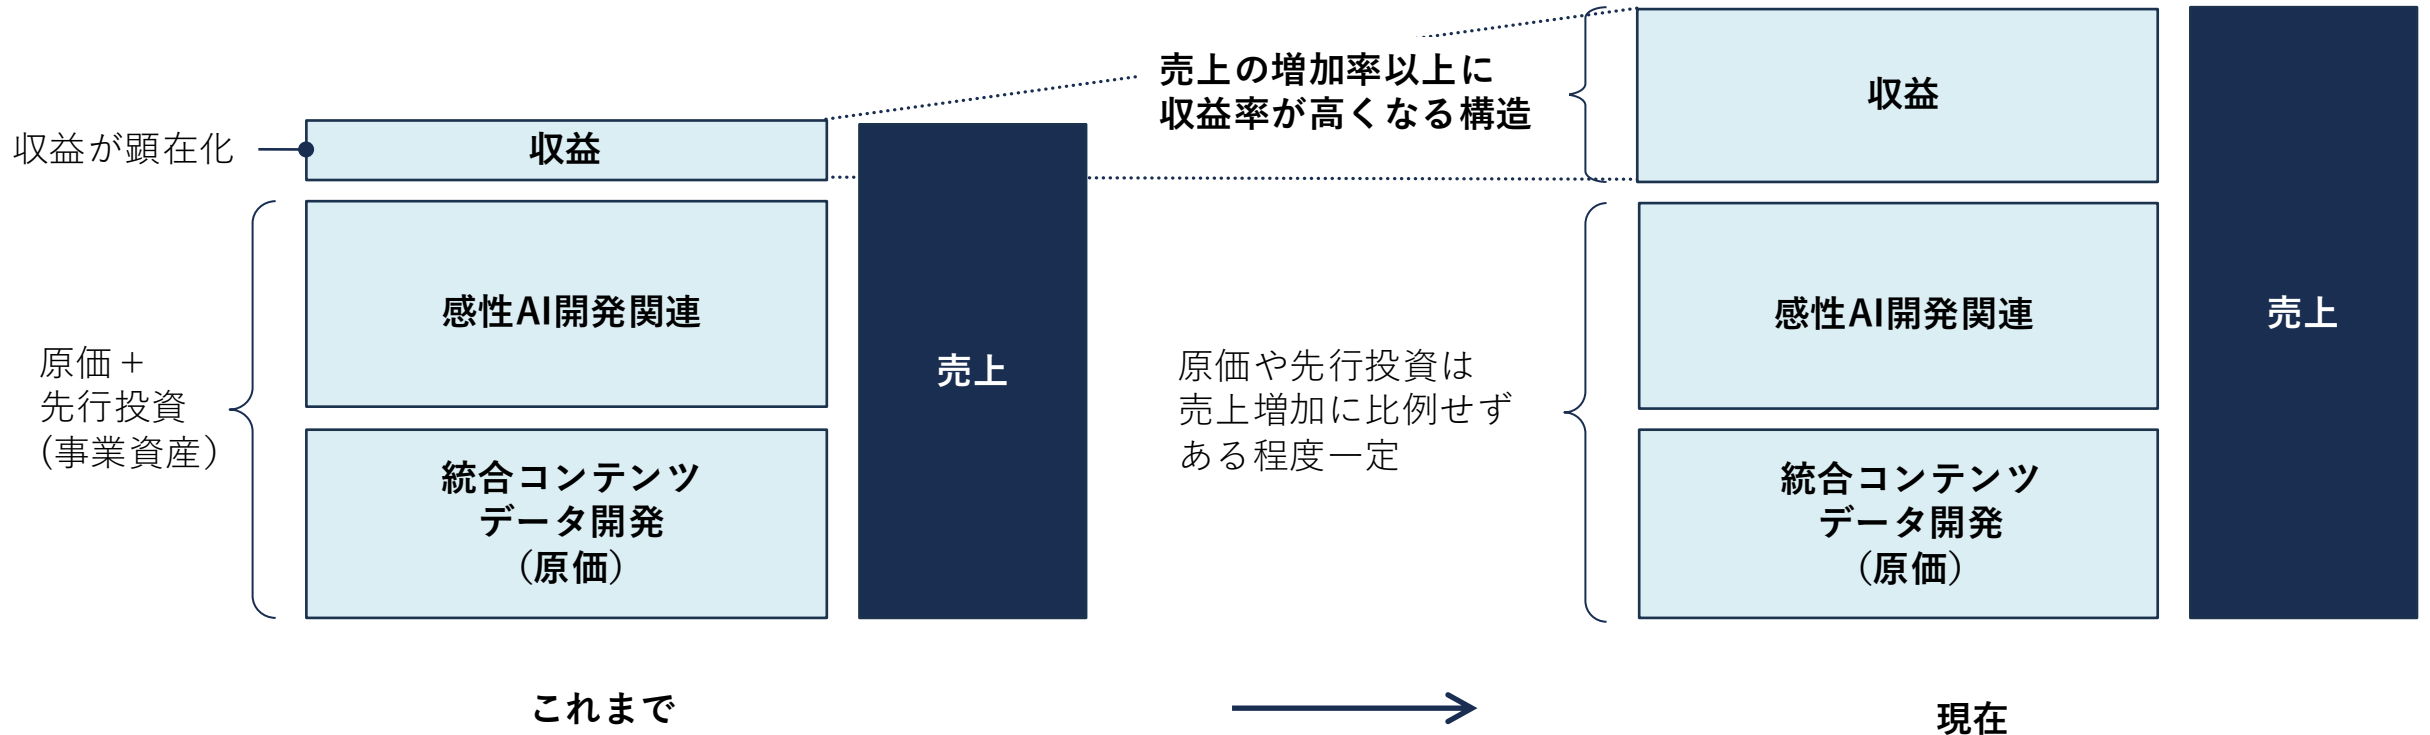 収益が顕在化
収益
原価＋
先行投資
(事業資産)
感性AI開発関連
統合コンテンツ
データ開発
（原価）
売上
これまで
売上の増加率以上に
収益率が高くなる構造
原価や先行投資は
売上増加に比例せず
ある程度一定
収益
感性AI開発関連
統合コンテンツ
データ開発
（原価）
売上
現在